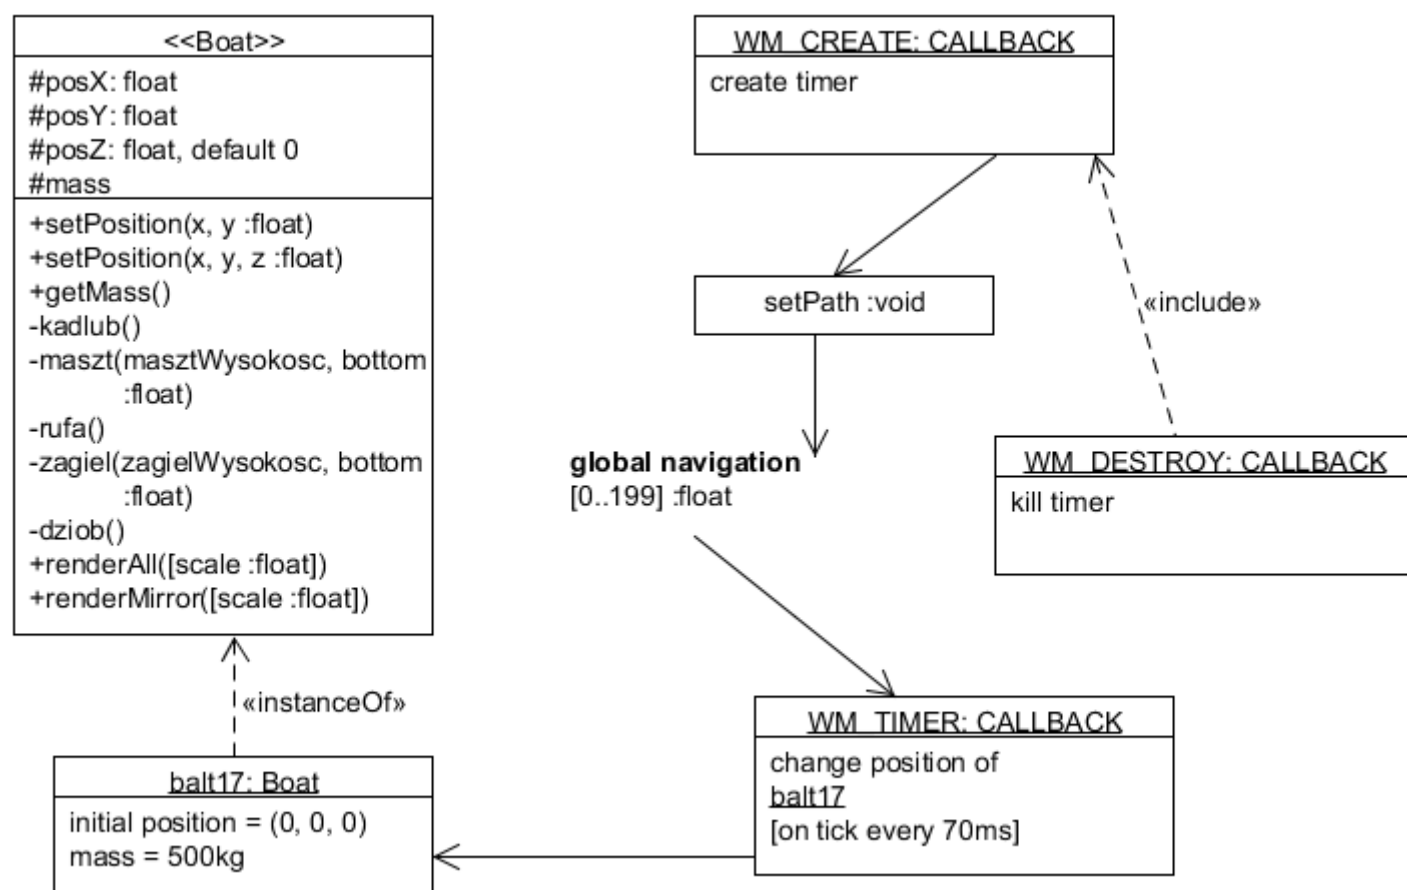 <<Boat>>
#posX: float
#posY: float
#posZ: float, default 0
#mass
+setPosition(x, y :float)
+setPosition(x, y, z :float)
+getMass()
-kadlub()
-maszt(masztWysokosc, bottom
:float)
-rufa()
-zagiel(zagielWysokosc, bottom
:float)
-dziob()
+renderAll([scale :float])
+renderMirror([scale :float])
«instanceOf»
balt17: Boat
initial position = (0, 0, 0)
mass = 500kg
WM_CREATE: CALLBACK
create timer
setPath :void
«include»
global navigation
[0..199] :float
WM_DESTROY: CALLBACK
kill timer
WM_TIMER: CALLBACK
change position of
balt17
[on tick every 70ms]